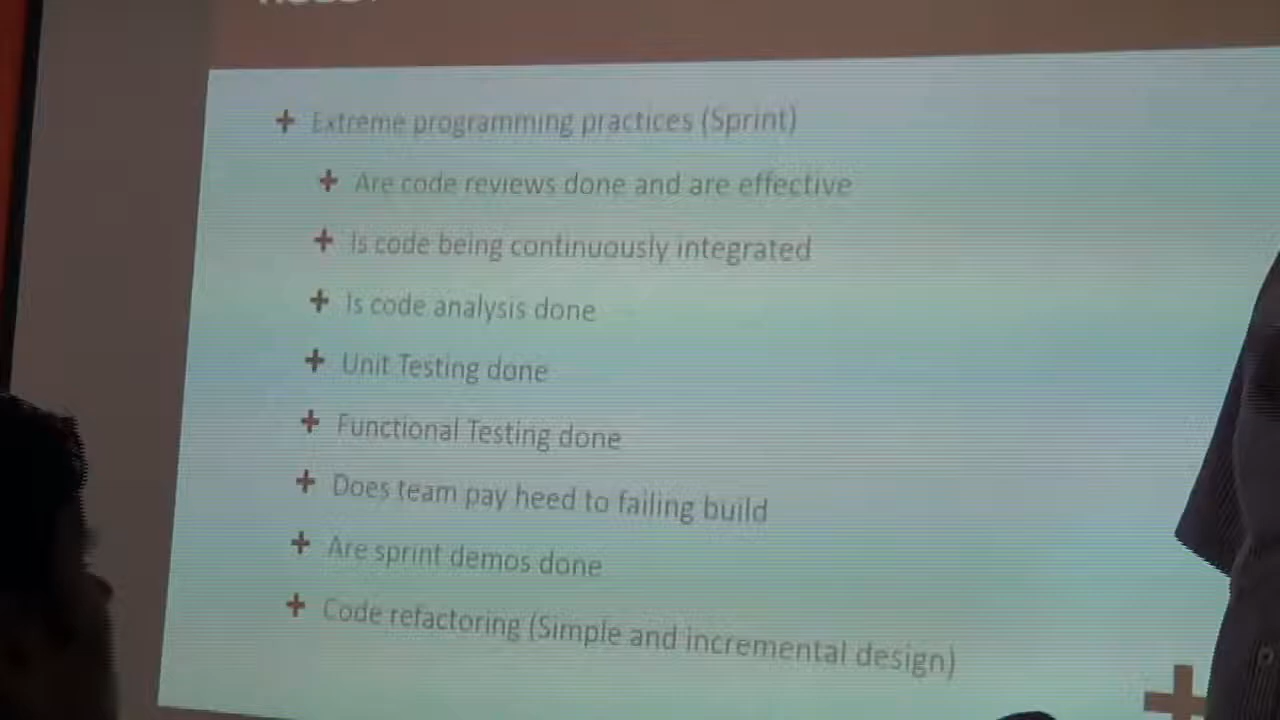 Extreme programming practices (Sprint)
Are code reviews done and are effective
Is code being continuously integrated
Is code analysis done
Unit Testing done
Functional Testing done
Does team pay heed to failing build
Are sprint demos done
Code refactoring (Simple and incremental design)